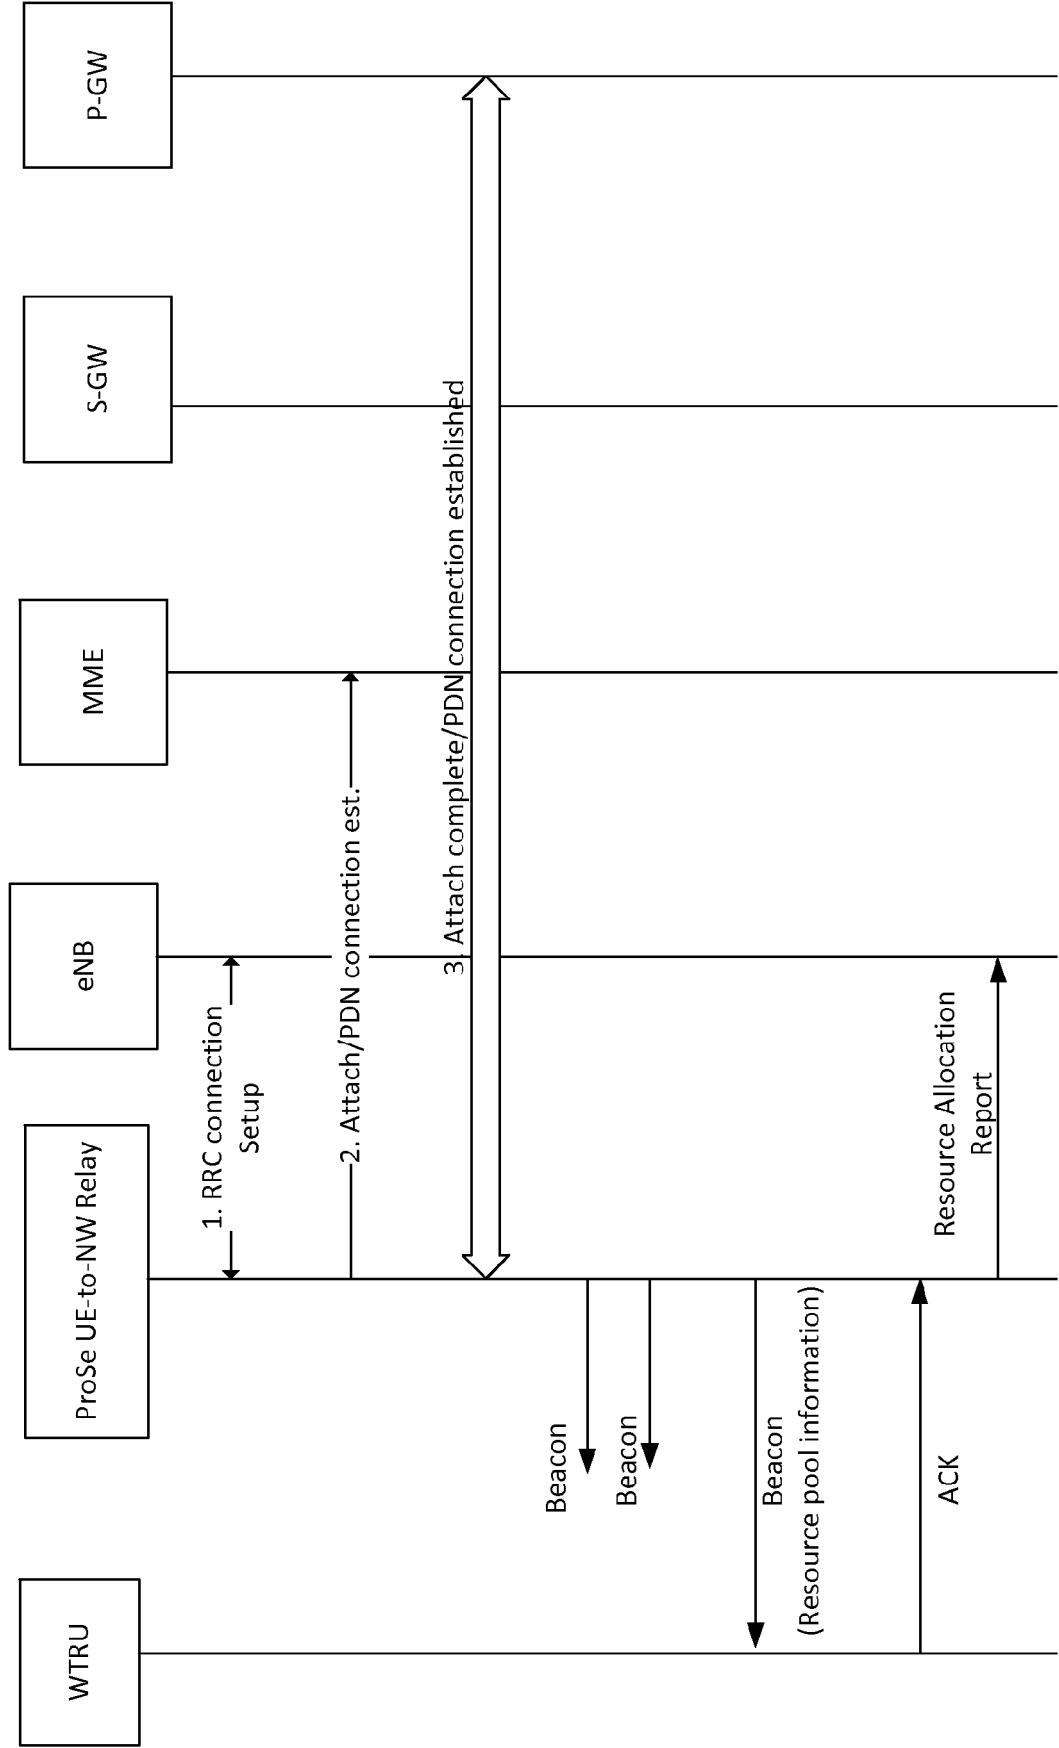 WTRU
ProSe UE-to-NW Relay
eNB
MME
S-GW
P-GW
1. RRC connection
Setup
2. Attach/PDN connection est.
3. Attach complete/PDN connection established
Beacon
Beacon
Beacon
(Resource pool information)
ACK
Resource Allocation
Report